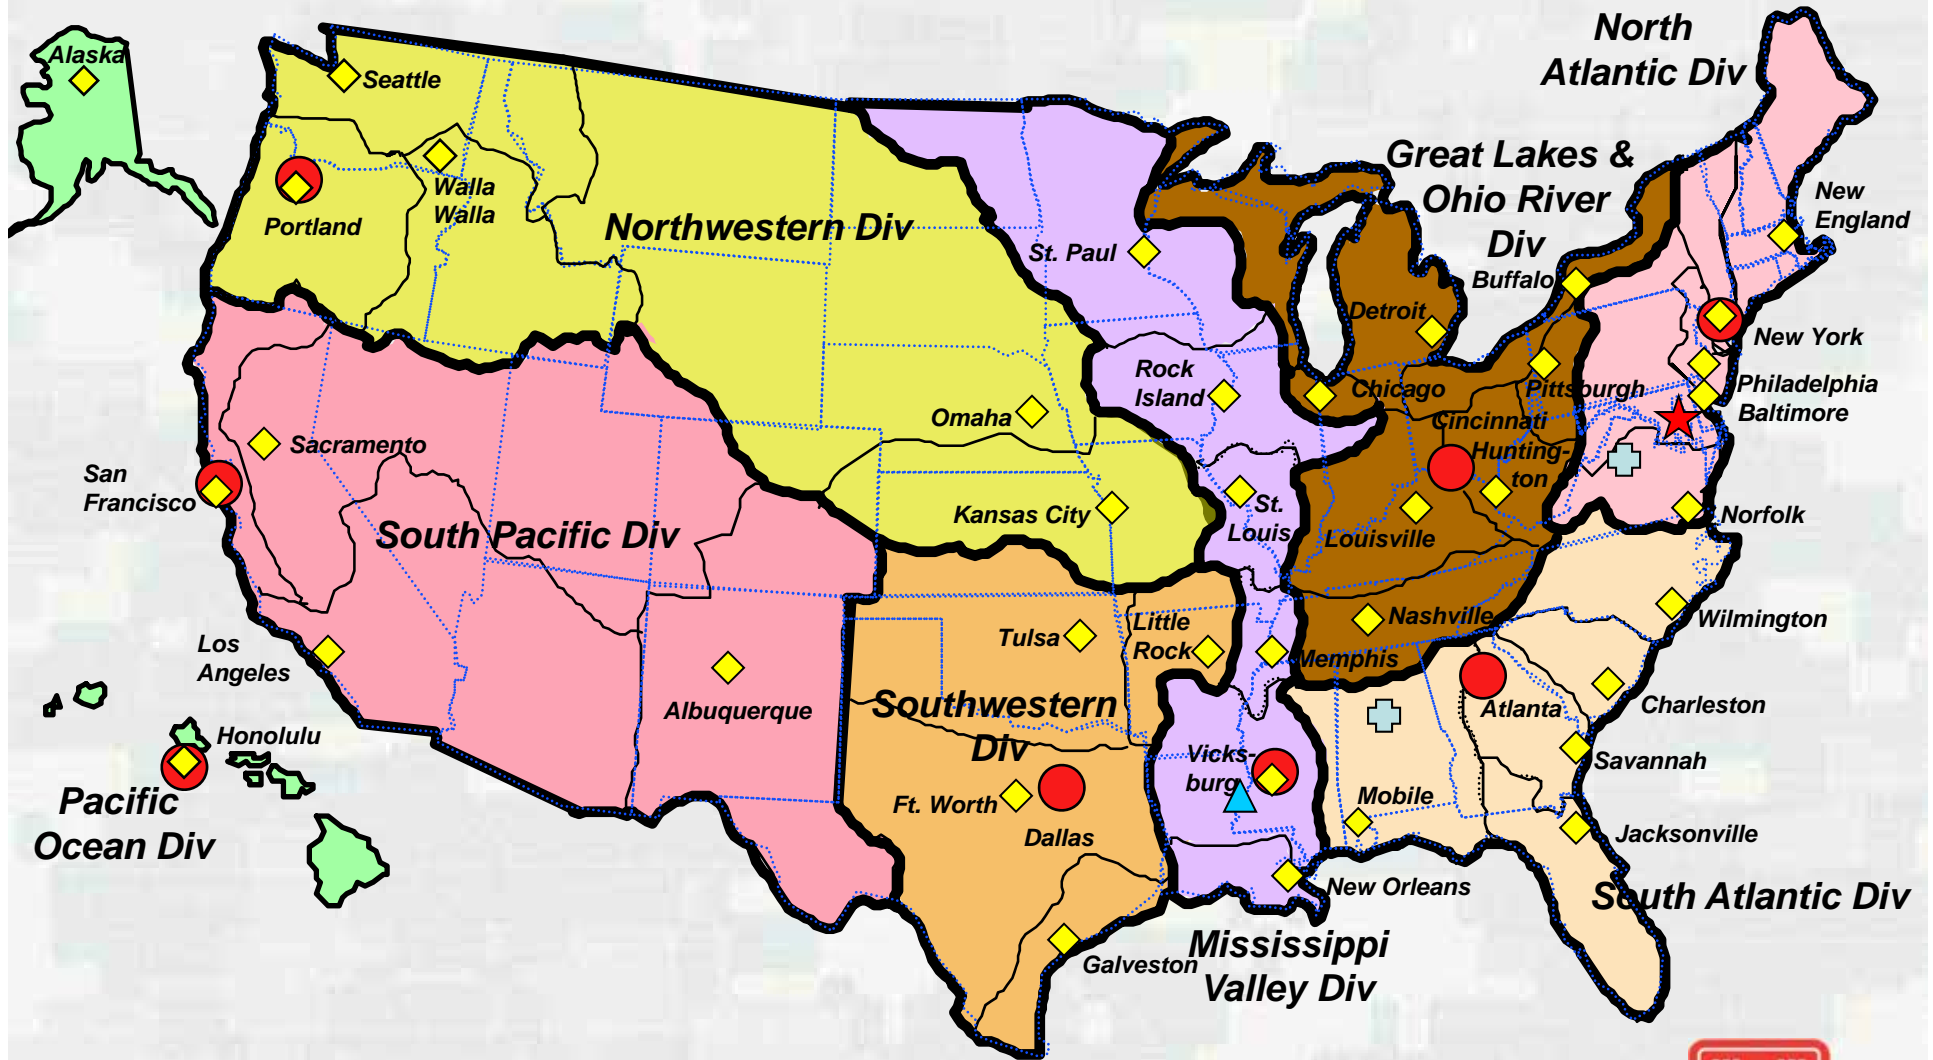 North
Atlantic Div
Alaska
Seattle
Great Lakes &
Ohio River
Div
Walla
Walla
New
England
Portland
Northwestern Div
St. Paul
Buffalo
Detroit
New York
Rock
Island
Chicago
Pittsburgh
Philadelphia
Baltimore
Omaha
Cincinnati
Hunting-
ton
Sacramento
San
Francisco
Kansas City
St.
Louis
Louisville
Norfolk
South Pacific Div
Los
Angeles
Tulsa
Little
Rock
Memphis
Nashville
Wilmington
Albuquerque
Southwestern
Div
Atlanta
Charleston
Honolulu
Vicks-
burg
Savannah
Pacific
Ocean Div
Ft. Worth
Dallas
Mobile
Jacksonville
New Orleans
South Atlantic Div
Galveston
Mississippi
Valley Div